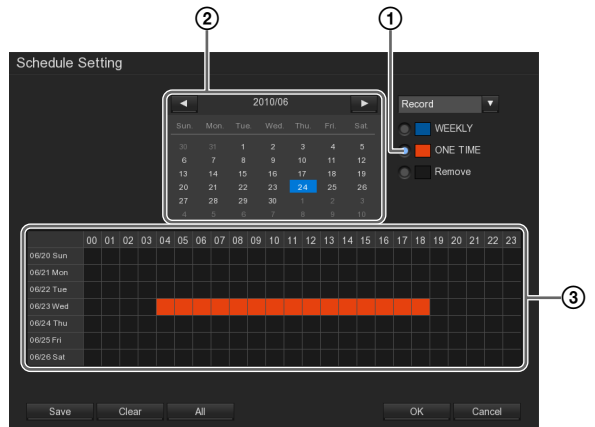 ② ①
Schedule Setting
◀ 2010/06 ▶
Record ▼
Sun. Mon. Tue. Wed. Thu. Fri. Sat.
WEEKLY
30 31 1 2 3 4 5
ONE TIME
6 7 8 9 10 11 12
13 14 15 16 17 18 19
Remove
20 21 22 23 24 25 26
27 28 29 30 1 2 3
4 5 6 7 8 9 10
00 01 02 03 04 05 06 07 08 09 10 11 12 13 14 15 16 17 18 19 20 21 22 23
06/20 Sun
06/21 Mon
06/22 Tue
06/23 Wed
③
06/24 Thu
06/25 Fri
06/26 Sat
Save Clear All OK Cancel